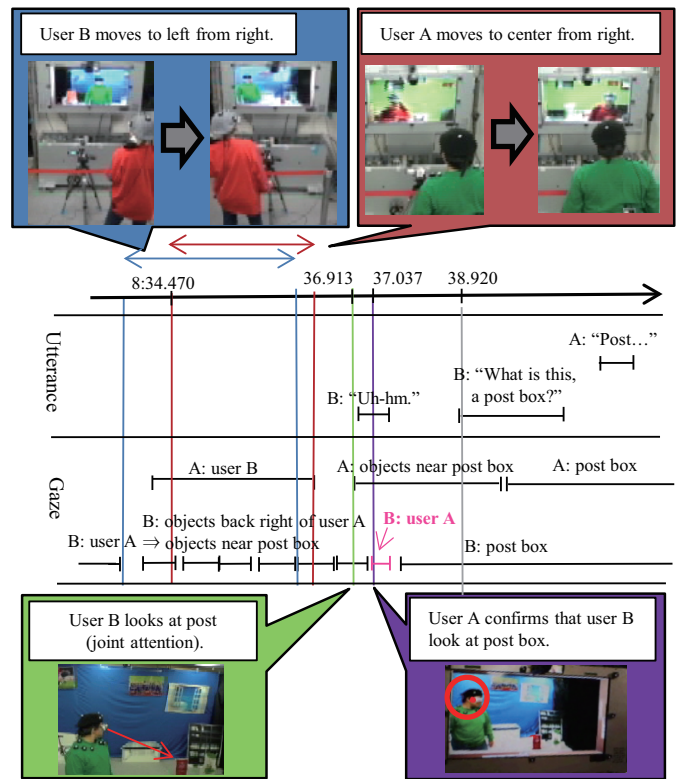 User B moves to left from right.
User A moves to center from right.
8:34.470
36.913
37.037
38.920
Utterance
A: “Post…”
B: “Uh-hm.”
B: “What is this,
a post box?”
Gaze
A: user B
A: objects near post box
A: post box
B: objects back right of user A
B: user A ⇒ objects near post box
B: user A
B: post box
User B looks at post
(joint attention).
User A confirms that user B
look at post box.